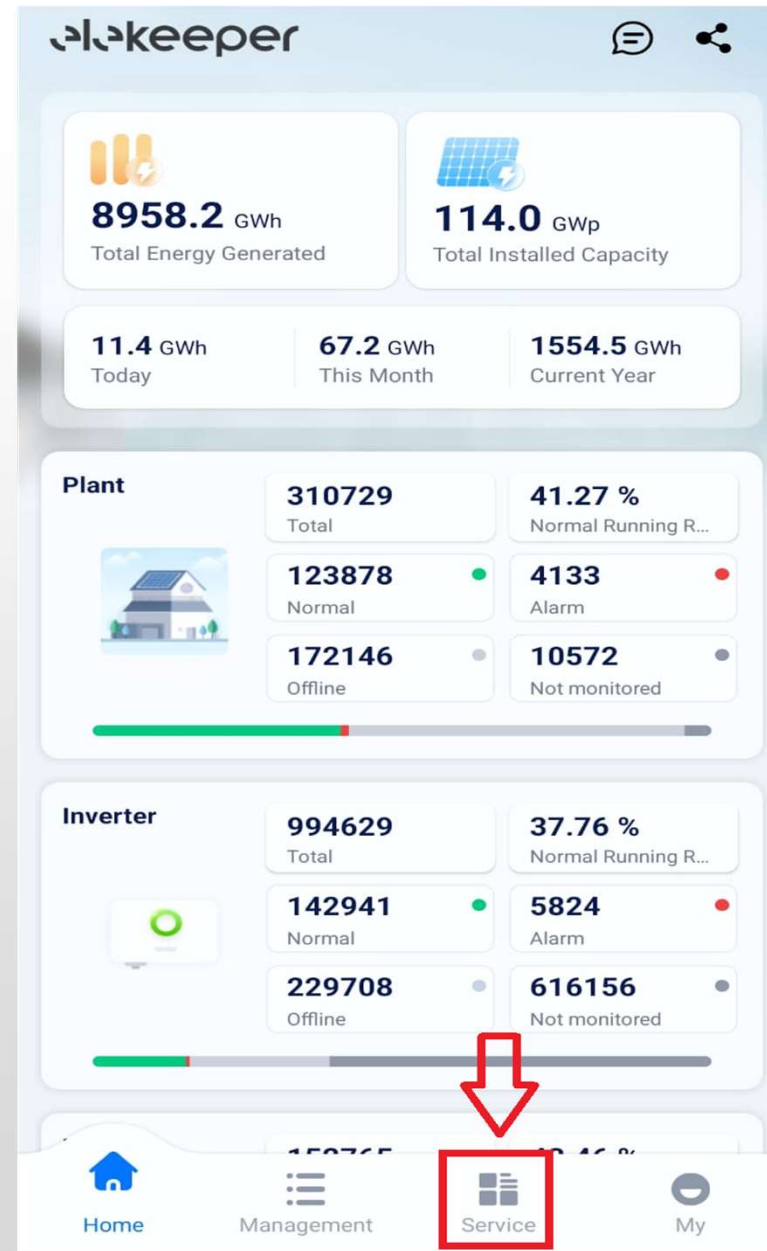 elekeeper
8958.2 GWh
Total Energy Generated
114.0 GWp
Total Installed Capacity
11.4 GWh
Today
67.2 GWh
This Month
1554.5 GWh
Current Year
Plant
310729
Total
41.27 %
Normal Running R...
123878
Normal
4133
Alarm
172146
Offline
10572
Not monitored
Inverter
994629
Total
37.76 %
Normal Running R...
142941
Normal
5824
Alarm
229708
Offline
616156
Not monitored
Home
Management
Service
My